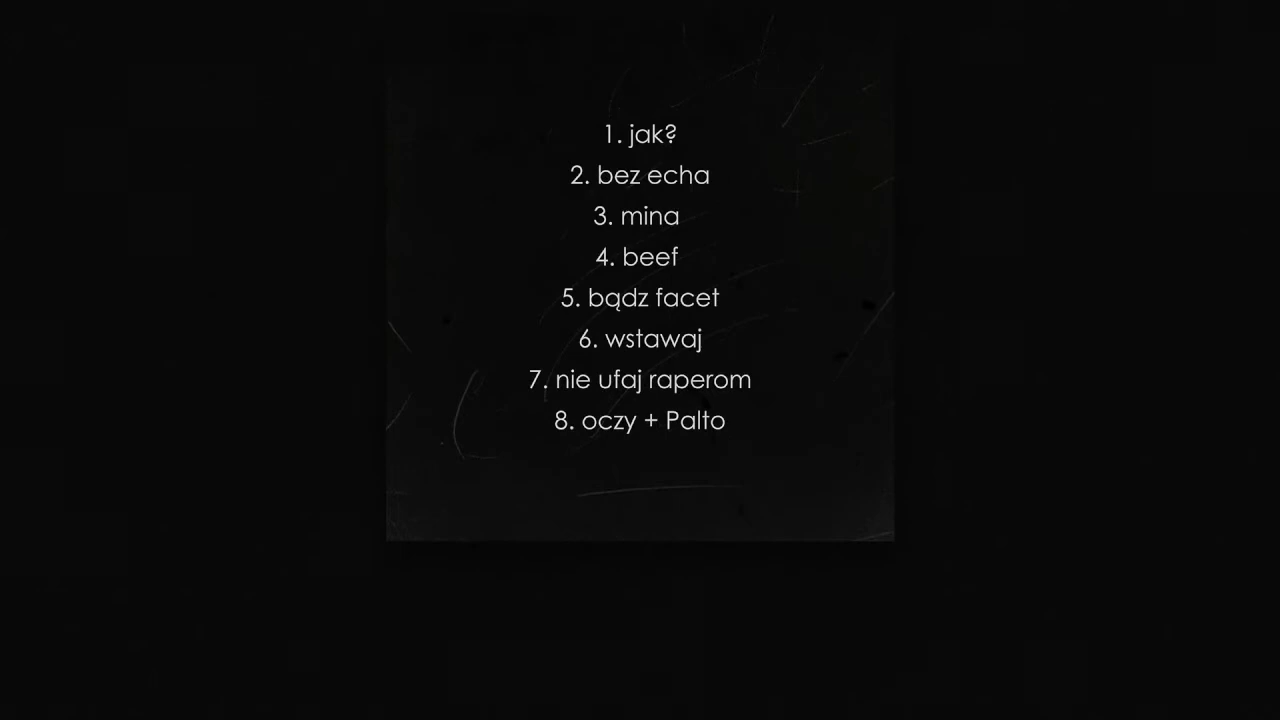 1. jak?
2. bez echa
3. mina
4. beef
5. bądz facet
6. wstawaj
7. nie ufaj raperom
8. oczy + Palto